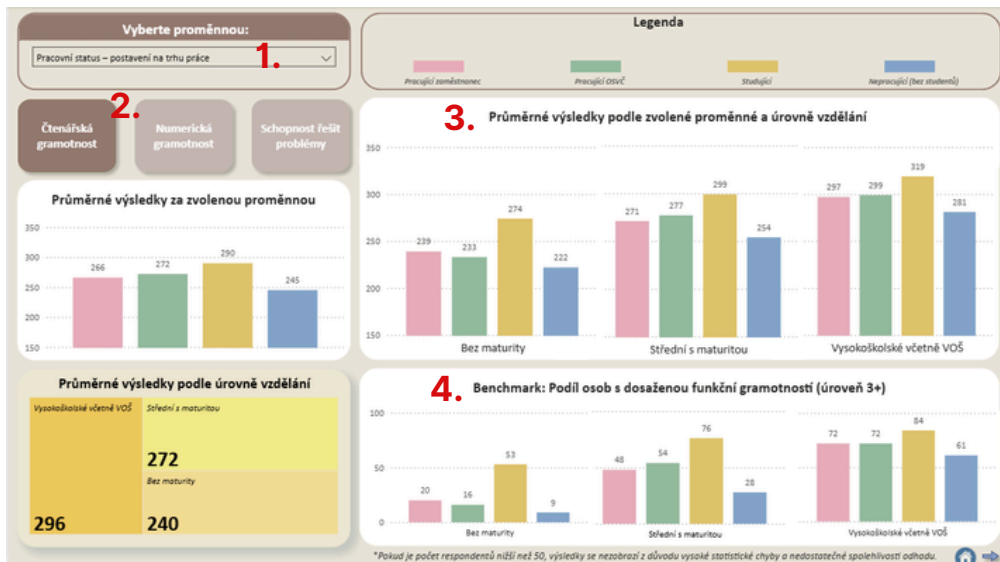 Vyberte proměnnou:
Pracovní status – postavení na trhu práce
1.
Legenda
Pracující zaměstnanec
Pracující OSVČ
Studující
Nepracující (bez studentů)
2.
Čtenářská
gramotnost
Numerická
gramotnost
Schopnost řešit
problémy
Průměrné výsledky za zvolenou proměnnou
350
300
250
200
150
266
272
290
245
3.
Průměrné výsledky podle zvolené proměnné a úrovně vzdělání
350
300
250
200
150
239
233
274
222
271
277
299
254
297
299
319
281
Bez maturity
Střední s maturitou
Vysokoškolské včetně VOŠ
Průměrné výsledky podle úrovně vzdělání
Vysokoškolské včetně VOŠ
296
Střední s maturitou
272
Bez maturity
240
4.
Benchmark: Podíl osob s dosaženou funkční gramotností (úroveň 3+)
100
50
0
20
16
53
9
48
54
76
28
72
72
84
61
Bez maturity
Střední s maturitou
Vysokoškolské včetně VOŠ
*Pokud je počet respondentů nižší než 50, výsledky se nezobrazí z důvodu vysoké statistické chyby a nedostatečné spolehlivosti odhadu.